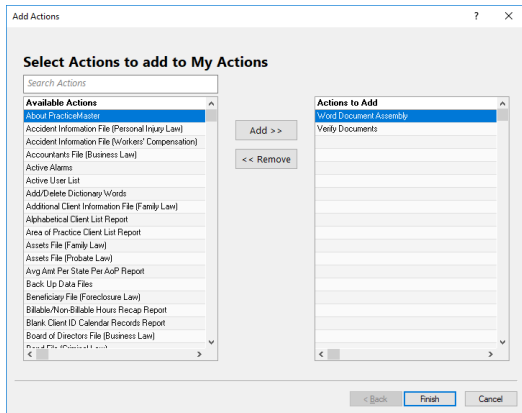 Add Actions
? X
Select Actions to add to My Actions
Search Actions
Available Actions
About PracticeMaster
Accident Information File (Personal Injury Law)
Accident Information File (Workers' Compensation)
Accountants File (Business Law)
Active Alarms
Active User List
Add/Delete Dictionary Words
Additional Client Information File (Family Law)
Alphabetical Client List Report
Area of Practice Client List Report
Assets File (Family Law)
Assets File (Probate Law)
Avg Amt Per State Per AoP Report
Back Up Data Files
Beneficiary File (Foreclosure Law)
Billable/Non-Billable Hours Recap Report
Blank Client ID Calendar Records Report
Board of Directors File (Business Law)
Add >>
<< Remove
Actions to Add
Word Document Assembly
Verify Documents
< Back
Finish
Cancel